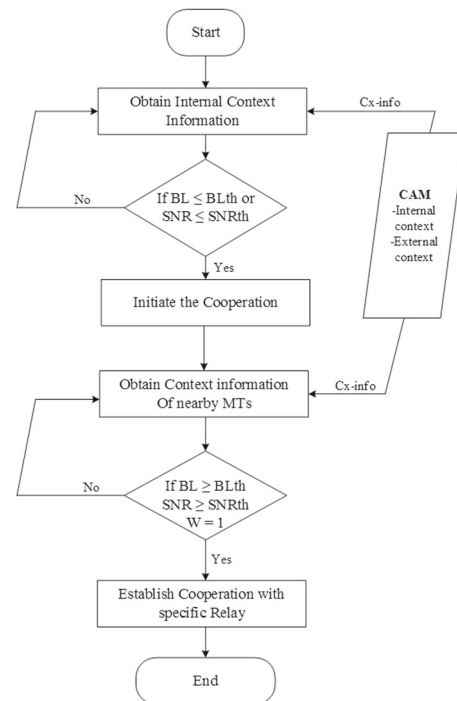 Start
Obtain Internal Context
Information
Cx-info
If BL ≤ BLth or
SNR ≤ SNRth
No
Yes
CAM
-Internal
context
-External
context
Initiate the Cooperation
Obtain Context information
Of nearby MTs
Cx-info
If BL ≥ BLth
SNR ≥ SNRth
W = 1
No
Yes
Establish Cooperation with
specific Relay
End